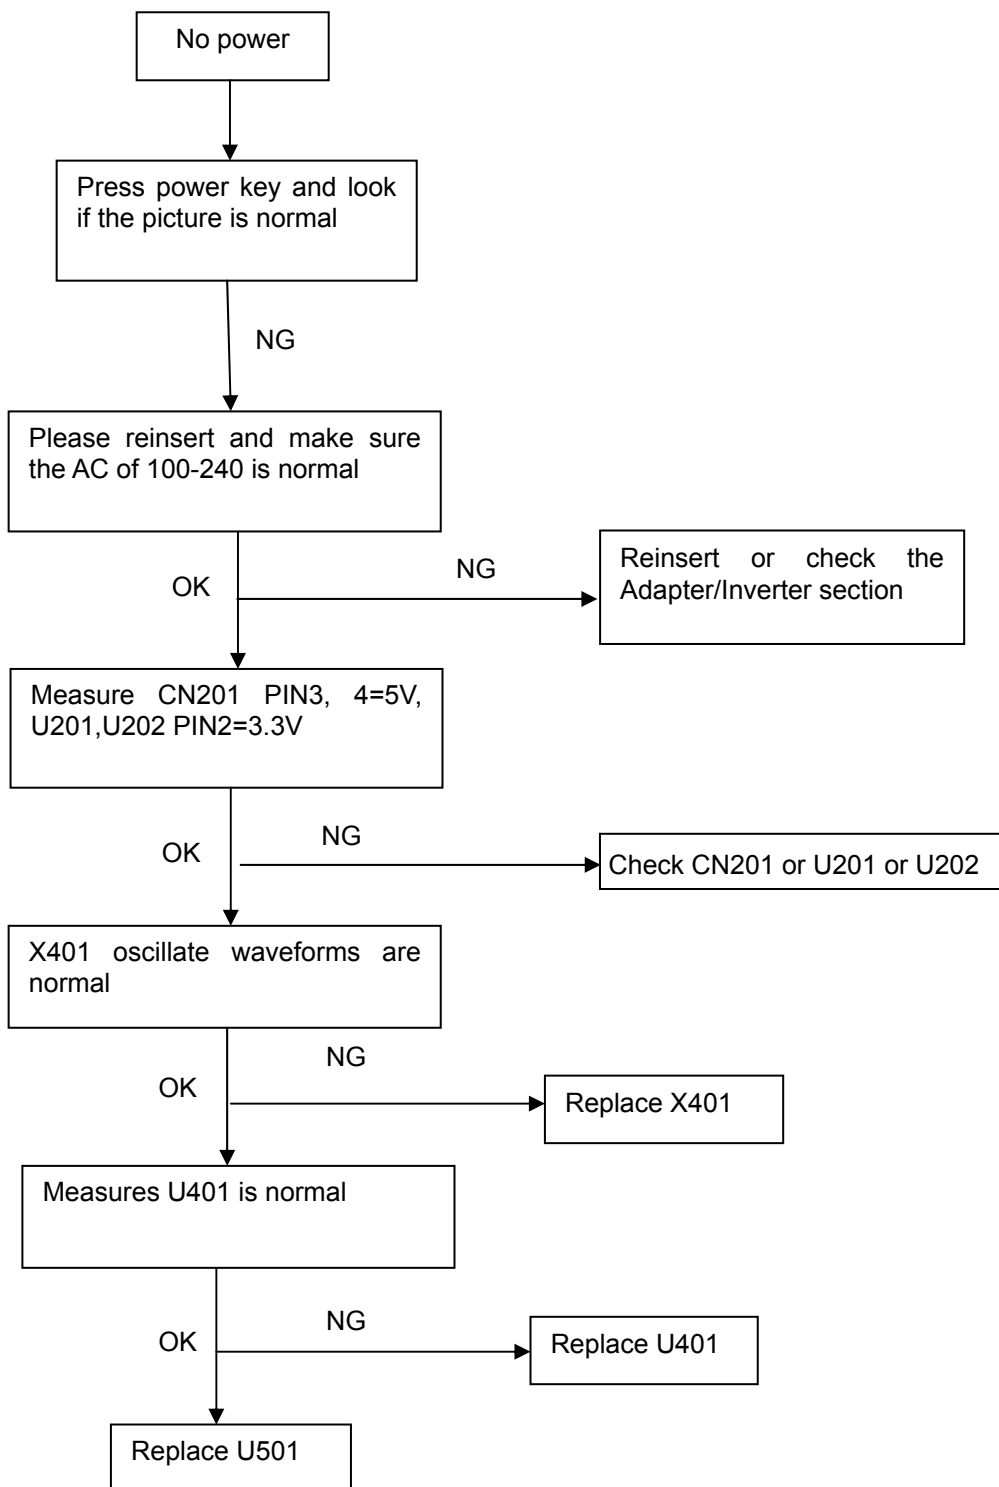 No power
Press power key and look
if the picture is normal
NG
Please reinsert and make sure
the AC of 100-240 is normal
OK
NG
Reinsert or check the
Adapter/Inverter section
Measure CN201 PIN3, 4=5V,
U201,U202 PIN2=3.3V
OK
NG
Check CN201 or U201 or U202
X401 oscillate waveforms are
normal
OK
NG
Replace X401
Measures U401 is normal
OK
NG
Replace U401
Replace U501